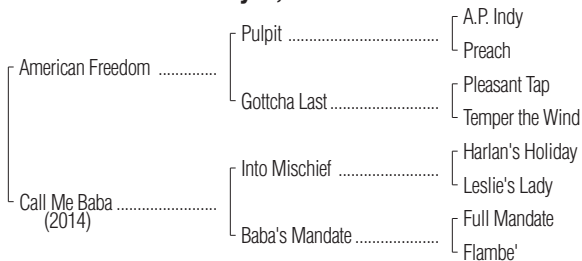 A.P. Indy
Pulpit ........................................
Preach
American Freedom ..............
Pleasant Tap
Gottcha Last.............................
Temper the Wind
Harlan's Holiday
Into Mischief ...........................
Leslie's Lady
Call Me Baba ........................
(2014)
Full Mandate
Baba's Mandate ......................
Flambe'